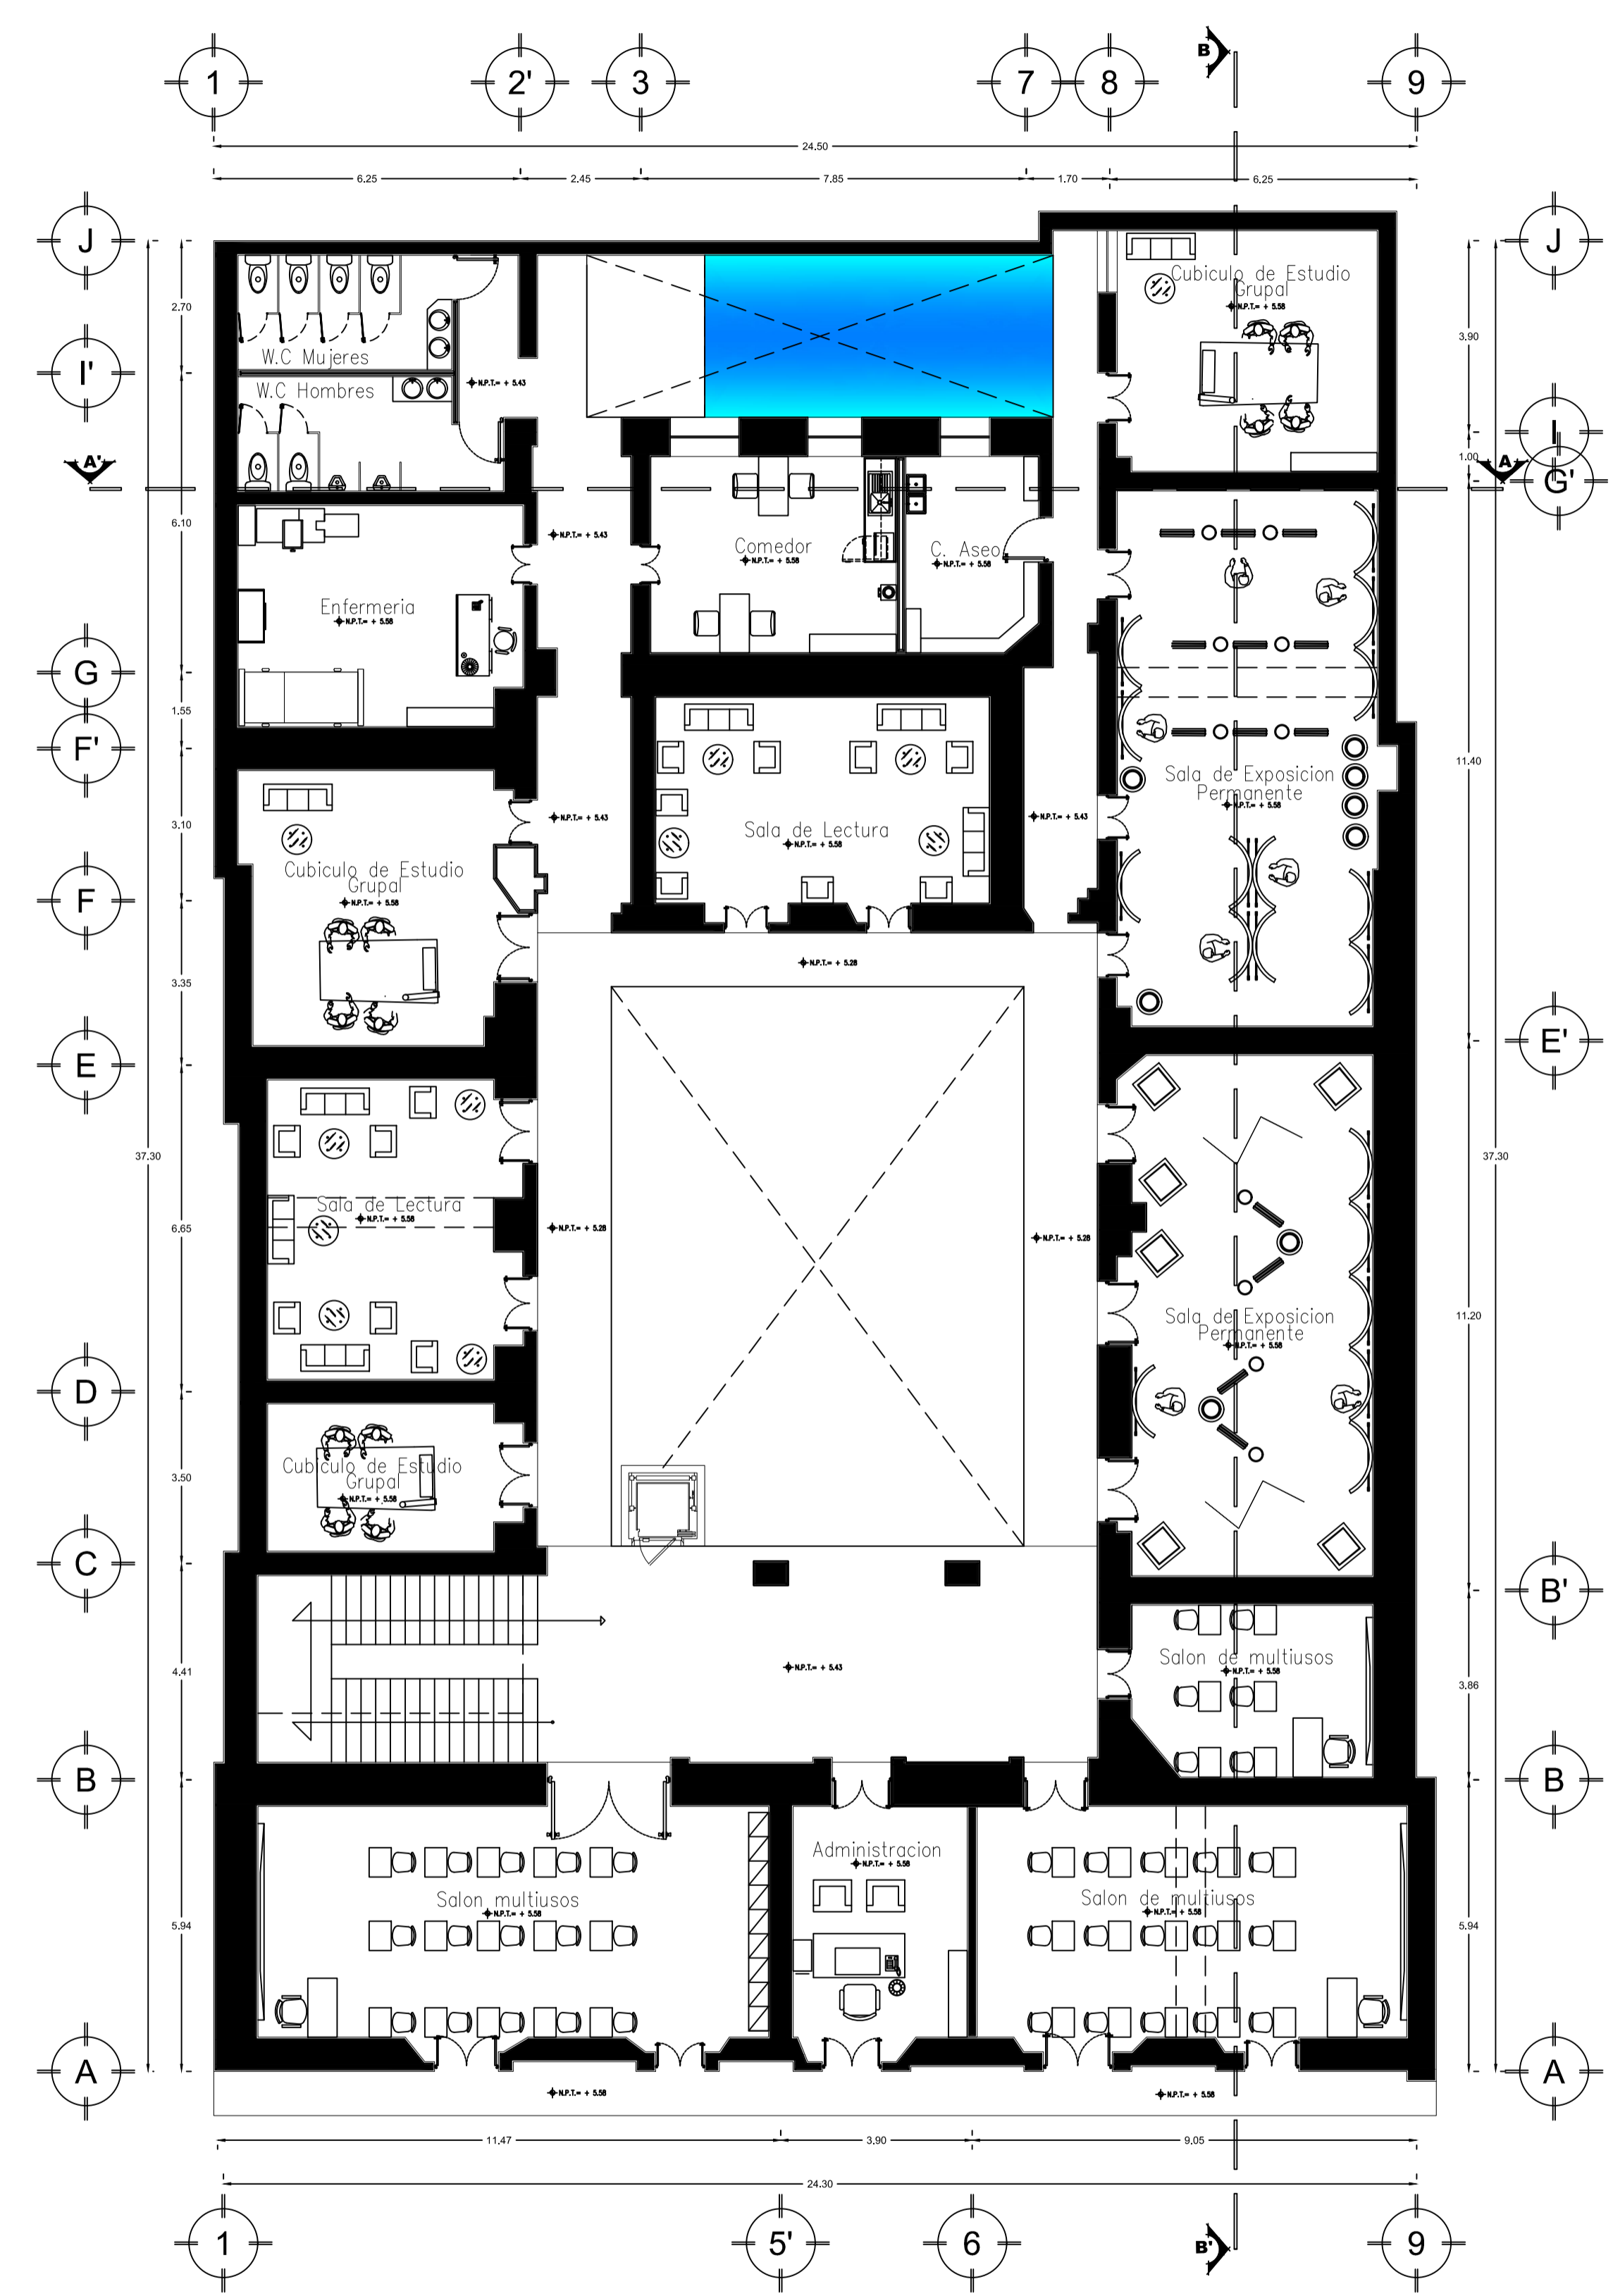 B
1
2'
3
7
8
9
24.50
6.25
2.45
7.85
1.70
6.25
J
J
2.70
Cubiculo de Estudio
Grupal
N.P.T.= + 5.58
3.90
I'
W.C Mujeres
W.C Hombres
N.P.T.= + 5.43
I
1.00
A'
A
G'
6.10
N.P.T.= + 5.43
Comedor
N.P.T.= + 5.58
C. Aseo
N.P.T.= + 5.58
Enfermeria
N.P.T.= + 5.58
G
1.55
F'
11.40
Sala de Exposicion
Permanente
N.P.T.= + 5.58
3.10
N.P.T.= + 5.43
Sala de Lectura
N.P.T.= + 5.58
N.P.T.= + 5.43
Cubiculo de Estudio
Grupal
N.P.T.= + 5.58
F
N.P.T.= + 5.28
3.35
E
E'
37.30
37.30
Sala de Lectura
N.P.T.= + 5.58
6.65
N.P.T.= + 5.28
N.P.T.= + 5.28
11.20
Sala de Exposicion
Permanente
N.P.T.= + 5.58
D
Cubiculo de Estudio
Grupal
N.P.T.= + 5.58
3.50
C
B'
4.41
N.P.T.= + 5.43
Salon de multiusos
N.P.T.= + 5.58
3.86
B
B
Administracion
N.P.T.= + 5.58
Salon multiusos
N.P.T.= + 5.58
Salon de multiusos
N.P.T.= + 5.58
5.94
5.94
A
A
N.P.T.= + 5.58
N.P.T.= + 5.58
11.47
3.90
9.05
24.30
1
5'
6
B'
9